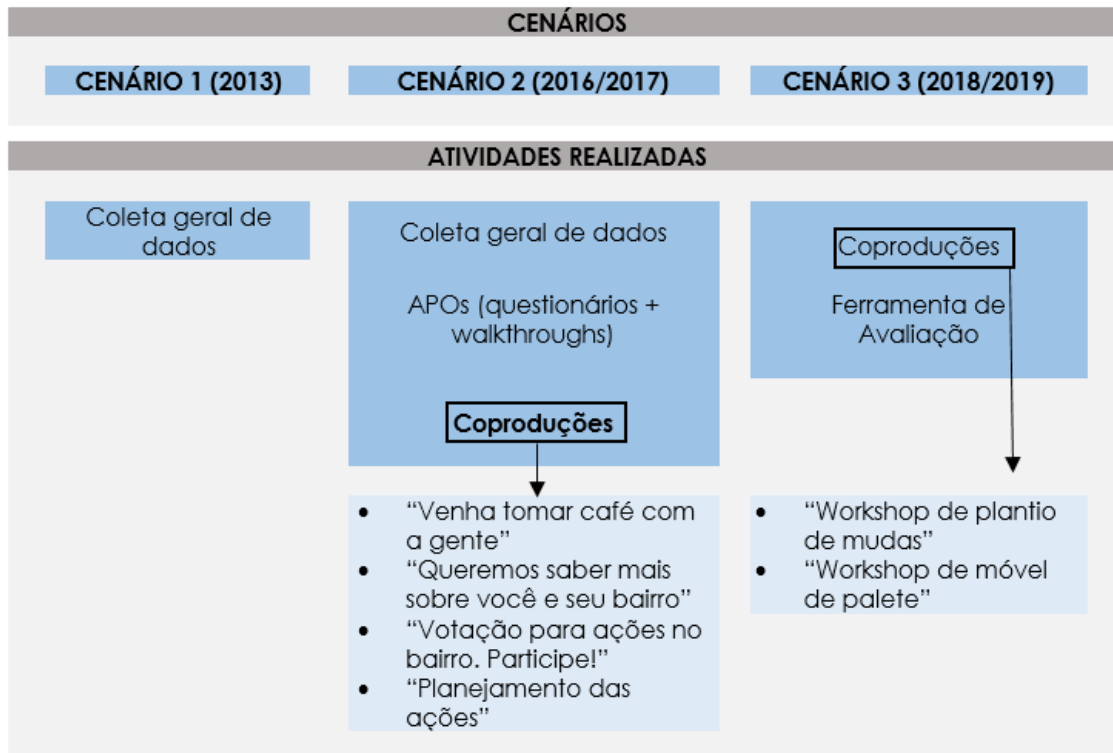 CENÁRIOS
CENÁRIO 1 (2013)
CENÁRIO 2 (2016/2017)
CENÁRIO 3 (2018/2019)
ATIVIDADES REALIZADAS
Coleta geral de
dados
Coleta geral de dados
APOs (questionários +
walkthroughs)
Coproduções
• “Venha tomar café com
a gente”
• “Queremos saber mais
sobre você e seu bairro”
• “Votação para ações no
bairro. Participe!”
• “Planejamento das
ações”
Coproduções
Ferramenta de
Avaliação
• “Workshop de plantio
de mudas”
• “Workshop de móvel
de palete”